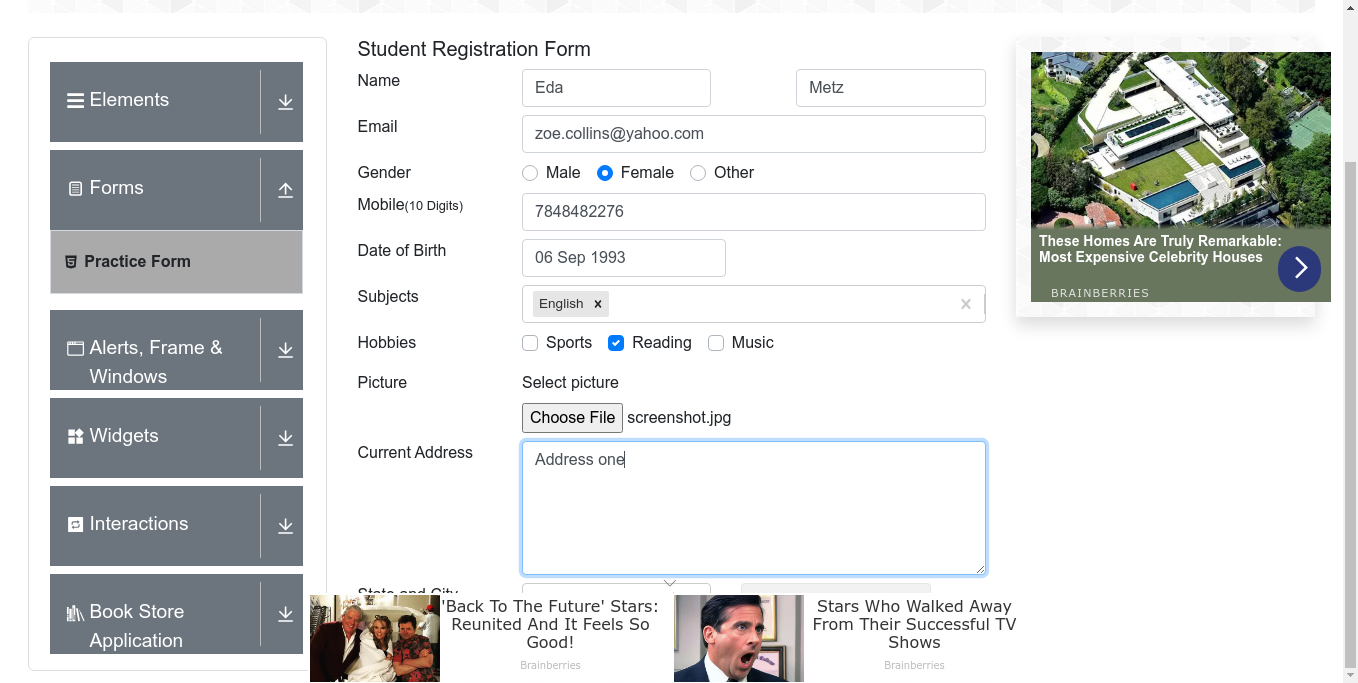 Elements
Forms
Practice Form
Alerts, Frame &
Windows
Widgets
Interactions
Book Store
Application
Student Registration Form
Name
Eda
Metz
Email
zoe.collins@yahoo.com
Gender
Male
Female
Other
Mobile(10 Digits)
7848482276
Date of Birth
06 Sep 1993
Subjects
English
Hobbies
Sports
Reading
Music
Picture
Select picture
Choose File screenshot.jpg
Current Address
Address one
State and City
These Homes Are Truly Remarkable:
Most Expensive Celebrity Houses
BRAINBERRIES
'Back To The Future' Stars:
Reunited And It Feels So
Good!
Brainberries
Stars Who Walked Away
From Their Successful TV
Shows
Brainberries